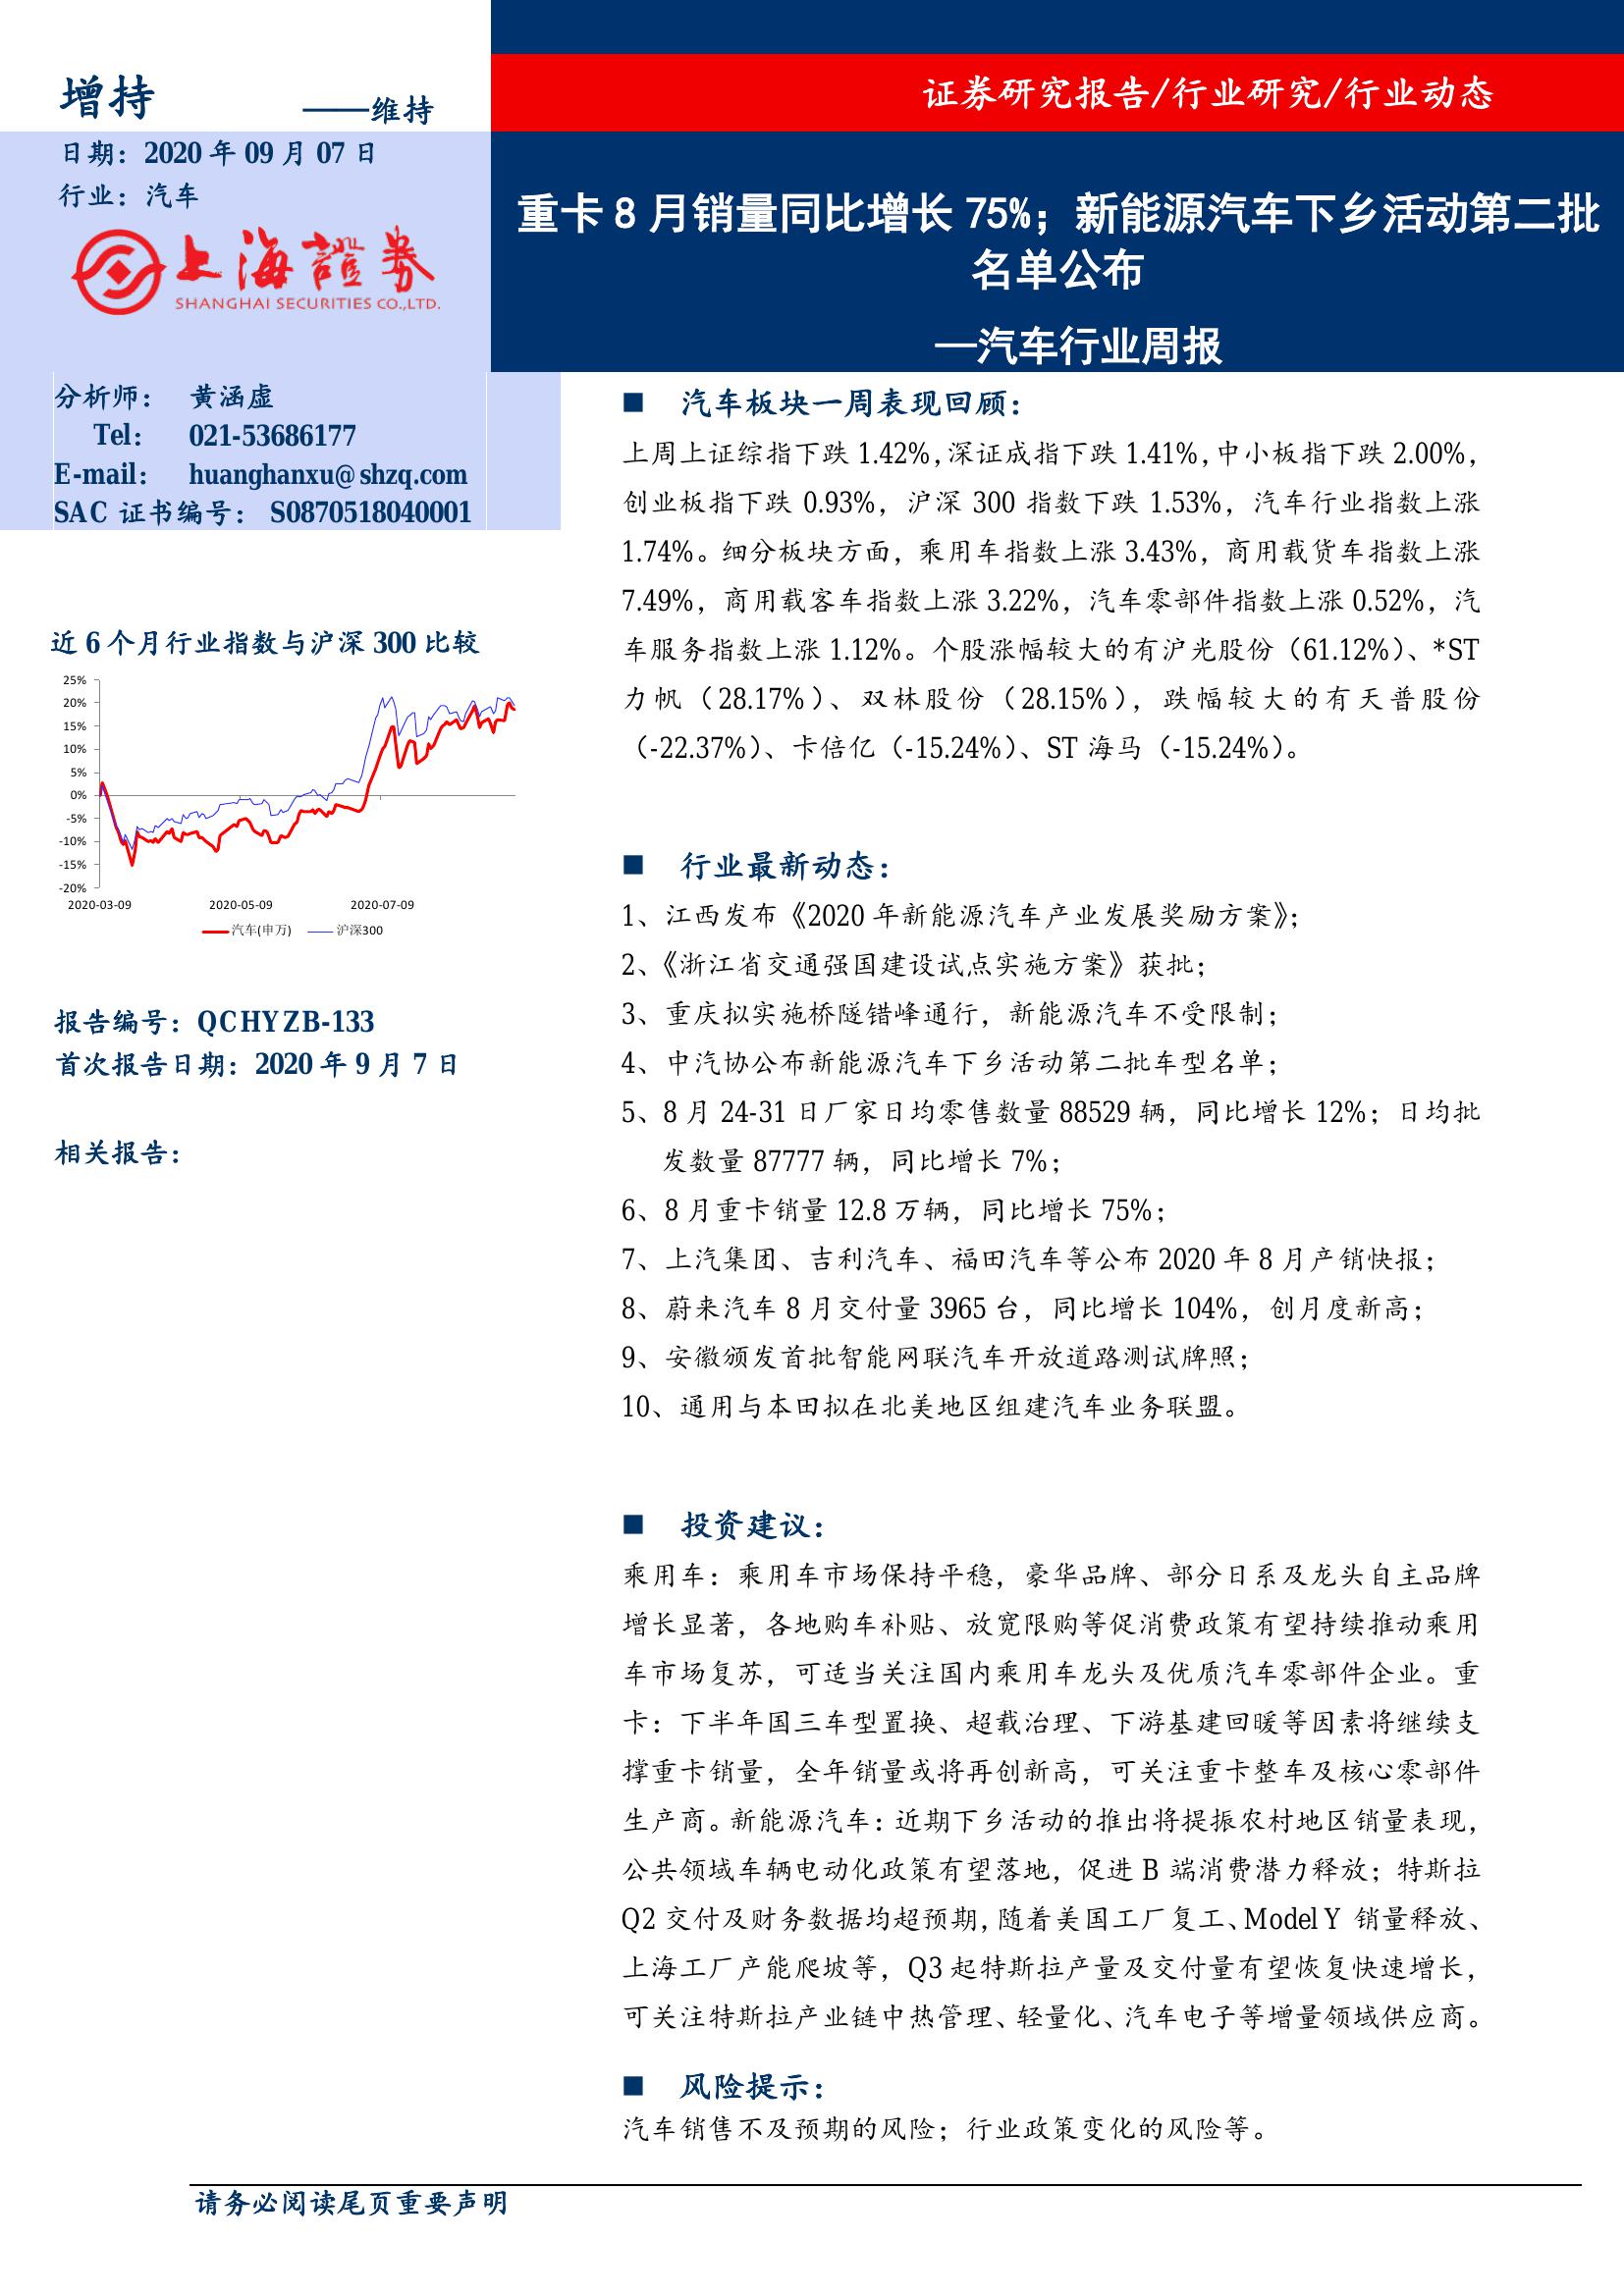 增持 ——维持
日期：2020 年 09 月 07 日
行业：汽车
上海證券
SHANGHAI SECURITIES CO.,LTD.
证券研究报告/行业研究/行业动态
重卡 8 月销量同比增长 75%；新能源汽车下乡活动第二批
名单公布
—汽车行业周报
分析师： 黄涵虚
Tel： 021-53686177
E-mail： huanghanxu@shzq.com
SAC 证书编号： S0870518040001
近 6 个月行业指数与沪深 300 比较
25%
20%
15%
10%
5%
0%
-5%
-10%
-15%
-20%
2020-03-09 2020-05-09 2020-07-09
汽车(申万) 沪深300
报告编号：QCHYZB-133
首次报告日期：2020 年 9 月 7 日
相关报告：
■ 汽车板块一周表现回顾：
上周上证综指下跌 1.42%，深证成指下跌 1.41%，中小板指下跌 2.00%，
创业板指下跌 0.93%，沪深 300 指数下跌 1.53%，汽车行业指数上涨
1.74%。细分板块方面，乘用车指数上涨 3.43%，商用载货车指数上涨
7.49%，商用载客车指数上涨 3.22%，汽车零部件指数上涨 0.52%，汽
车服务指数上涨 1.12%。个股涨幅较大的有沪光股份（61.12%）、*ST
力帆（28.17%）、双林股份（28.15%），跌幅较大的有天普股份
（-22.37%）、卡倍亿（-15.24%）、ST 海马（-15.24%）。
■ 行业最新动态：
1、江西发布《2020 年新能源汽车产业发展奖励方案》；
2、《浙江省交通强国建设试点实施方案》获批；
3、重庆拟实施桥隧错峰通行，新能源汽车不受限制；
4、中汽协公布新能源汽车下乡活动第二批车型名单；
5、8 月 24-31 日厂家日均零售数量 88529 辆，同比增长 12%；日均批
发数量 87777 辆，同比增长 7%；
6、8 月重卡销量 12.8 万辆，同比增长 75%；
7、上汽集团、吉利汽车、福田汽车等公布 2020 年 8 月产销快报；
8、蔚来汽车 8 月交付量 3965 台，同比增长 104%，创月度新高；
9、安徽颁发首批智能网联汽车开放道路测试牌照；
10、通用与本田拟在北美地区组建汽车业务联盟。
■ 投资建议：
乘用车：乘用车市场保持平稳，豪华品牌、部分日系及龙头自主品牌
增长显著，各地购车补贴、放宽限购等促消费政策有望持续推动乘用
车市场复苏，可适当关注国内乘用车龙头及优质汽车零部件企业。重
卡：下半年国三车型置换、超载治理、下游基建回暖等因素将继续支
撑重卡销量，全年销量或将再创新高，可关注重卡整车及核心零部件
生产商。新能源汽车：近期下乡活动的推出将提振农村地区销量表现，
公共领域车辆电动化政策有望落地，促进 B 端消费潜力释放；特斯拉
Q2 交付及财务数据均超预期，随着美国工厂复工、Model Y 销量释放、
上海工厂产能爬坡等，Q3 起特斯拉产量及交付量有望恢复快速增长，
可关注特斯拉产业链中热管理、轻量化、汽车电子等增量领域供应商。
■ 风险提示：
汽车销售不及预期的风险；行业政策变化的风险等。
请务必阅读尾页重要声明